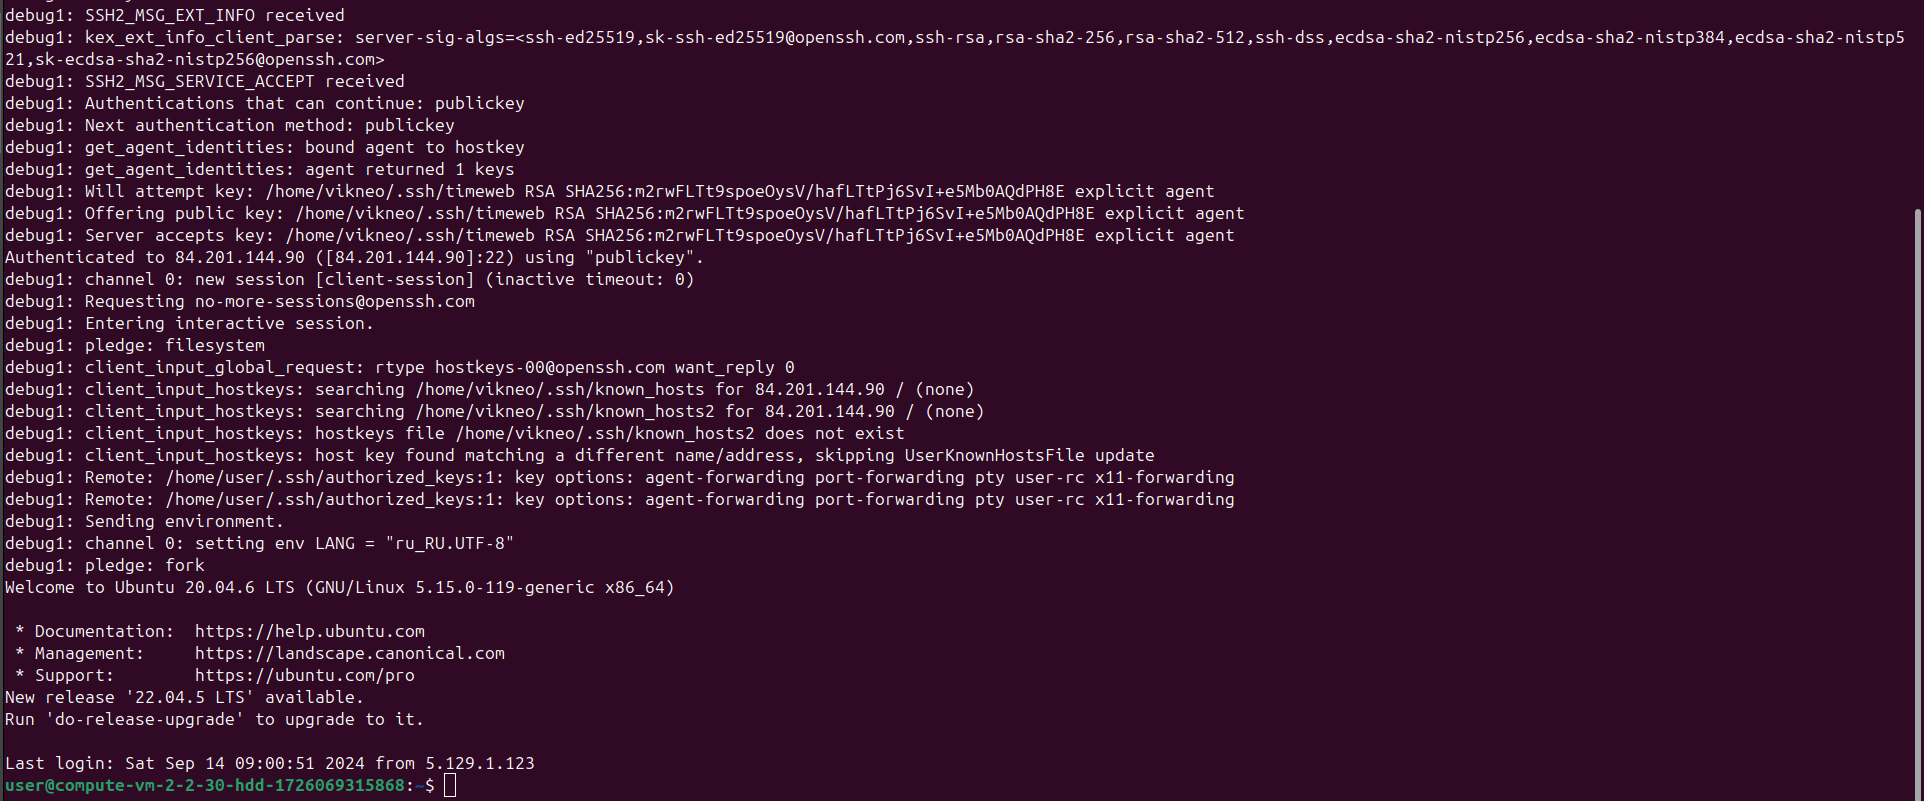 debug1: SSH2_MSG_EXT_INFO received
debug1: kex_ext_info_client_parse: server-sig-algs=<ssh-ed25519,sk-ssh-ed25519@openssh.com,ssh-rsa,rsa-sha2-256,rsa-sha2-512,ssh-dss,ecdsa-sha2-nistp256,ecdsa-sha2-nistp384,ecdsa-sha2-nistp5
21,sk-ecdsa-sha2-nistp256@openssh.com>
debug1: SSH2_MSG_SERVICE_ACCEPT received
debug1: Authentications that can continue: publickey
debug1: Next authentication method: publickey
debug1: get_agent_identities: bound agent to hostkey
debug1: get_agent_identities: agent returned 1 keys
debug1: Will attempt key: /home/vikneo/.ssh/timeweb RSA SHA256:m2rwFLTt9spoeOysV/hafLTtPj6SvI+e5Mb0AQdPH8E explicit agent
debug1: Offering public key: /home/vikneo/.ssh/timeweb RSA SHA256:m2rwFLTt9spoeOysV/hafLTtPj6SvI+e5Mb0AQdPH8E explicit agent
debug1: Server accepts key: /home/vikneo/.ssh/timeweb RSA SHA256:m2rwFLTt9spoeOysV/hafLTtPj6SvI+e5Mb0AQdPH8E explicit agent
Authenticated to 84.201.144.90 ([84.201.144.90]:22) using "publickey".
debug1: channel 0: new session [client-session] (inactive timeout: 0)
debug1: Requesting no-more-sessions@openssh.com
debug1: Entering interactive session.
debug1: pledge: filesystem
debug1: client_input_global_request: rtype hostkeys-00@openssh.com want_reply 0
debug1: client_input_hostkeys: searching /home/vikneo/.ssh/known_hosts for 84.201.144.90 / (none)
debug1: client_input_hostkeys: searching /home/vikneo/.ssh/known_hosts2 for 84.201.144.90 / (none)
debug1: client_input_hostkeys: hostkeys file /home/vikneo/.ssh/known_hosts2 does not exist
debug1: client_input_hostkeys: host key found matching a different name/address, skipping UserKnownHostsFile update
debug1: Remote: /home/user/.ssh/authorized_keys:1: key options: agent-forwarding port-forwarding pty user-rc x11-forwarding
debug1: Remote: /home/user/.ssh/authorized_keys:1: key options: agent-forwarding port-forwarding pty user-rc x11-forwarding
debug1: Sending environment.
debug1: channel 0: setting env LANG = "ru_RU.UTF-8"
debug1: pledge: fork
Welcome to Ubuntu 20.04.6 LTS (GNU/Linux 5.15.0-119-generic x86_64)

 * Documentation:  https://help.ubuntu.com
 * Management:     https://landscape.canonical.com
 * Support:        https://ubuntu.com/pro
New release '22.04.5 LTS' available.
Run 'do-release-upgrade' to upgrade to it.

Last login: Sat Sep 14 09:00:51 2024 from 5.129.1.123
user@compute-vm-2-2-30-hdd-1726069315868:~$